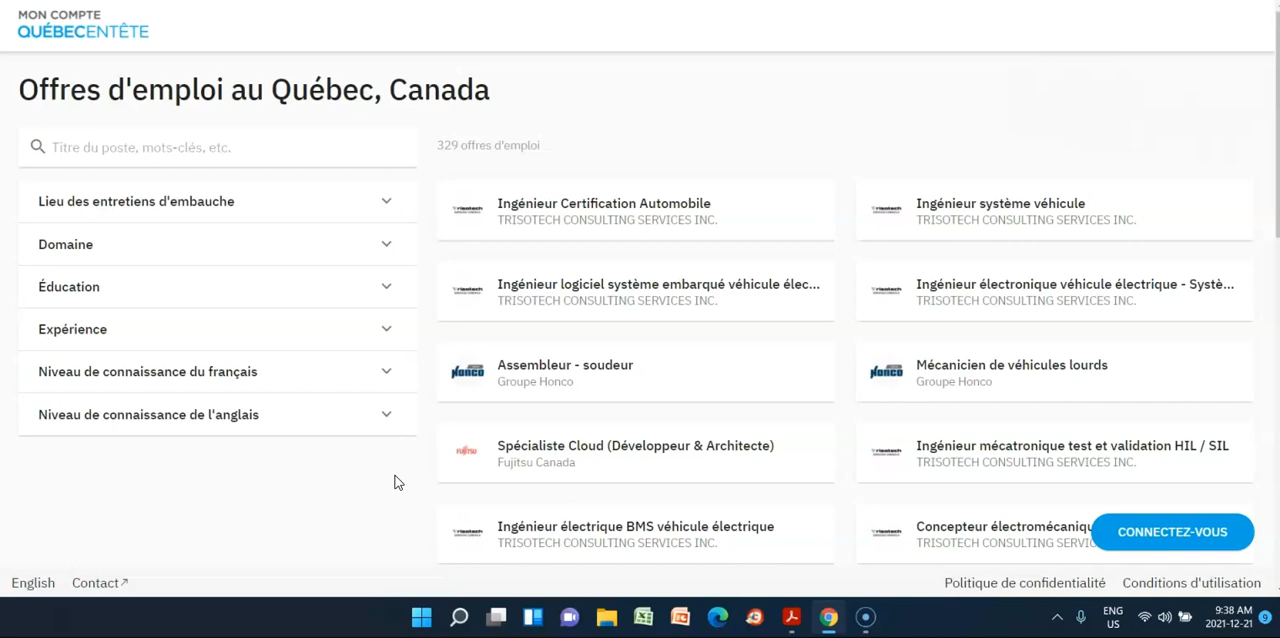 MON COMPTE
QUÉBECENTÊTE
Offres d'emploi au Québec, Canada
Titre du poste, mots-clés, etc.
Lieu des entretiens d'embauche
Domaine
Éducation
Expérience
Niveau de connaissance du français
Niveau de connaissance de l'anglais
329 offres d'emploi
Ingénieur Certification Automobile
TRISOTECH CONSULTING SERVICES INC.
Ingénieur système véhicule
TRISOTECH CONSULTING SERVICES INC.
Ingénieur logiciel système embarqué véhicule élec...
TRISOTECH CONSULTING SERVICES INC.
Ingénieur électronique véhicule électrique - Systè...
TRISOTECH CONSULTING SERVICES INC.
HONCO
Assembleur - soudeur
Groupe Honco
HONCO
Mécanicien de véhicules lourds
Groupe Honco
FUJITSU
Spécialiste Cloud (Développeur & Architecte)
Fujitsu Canada
Ingénieur mécatronique test et validation HIL / SIL
TRISOTECH CONSULTING SERVICES INC.
Ingénieur électrique BMS véhicule électrique
TRISOTECH CONSULTING SERVICES INC.
Concepteur électromécaniqu
TRISOTECH CONSULTING SERVIC
CONNECTEZ-VOUS
English Contact↗
Politique de confidentialité Conditions d'utilisation
ENG
US
9:38 AM
2021-12-21
9